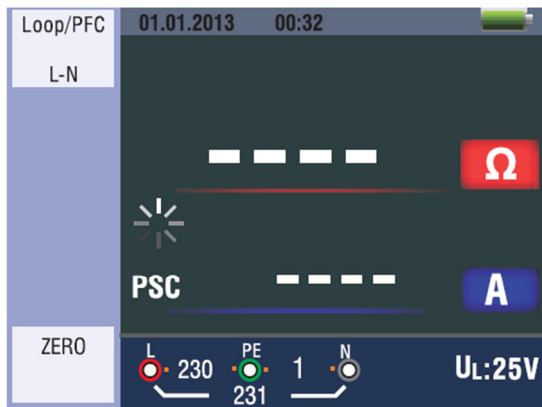 Loop/PFC 01.01.2013 00:32
L-N
---- Ω
PSC ---- A
ZERO
L PE N
230 1
231
UL:25V